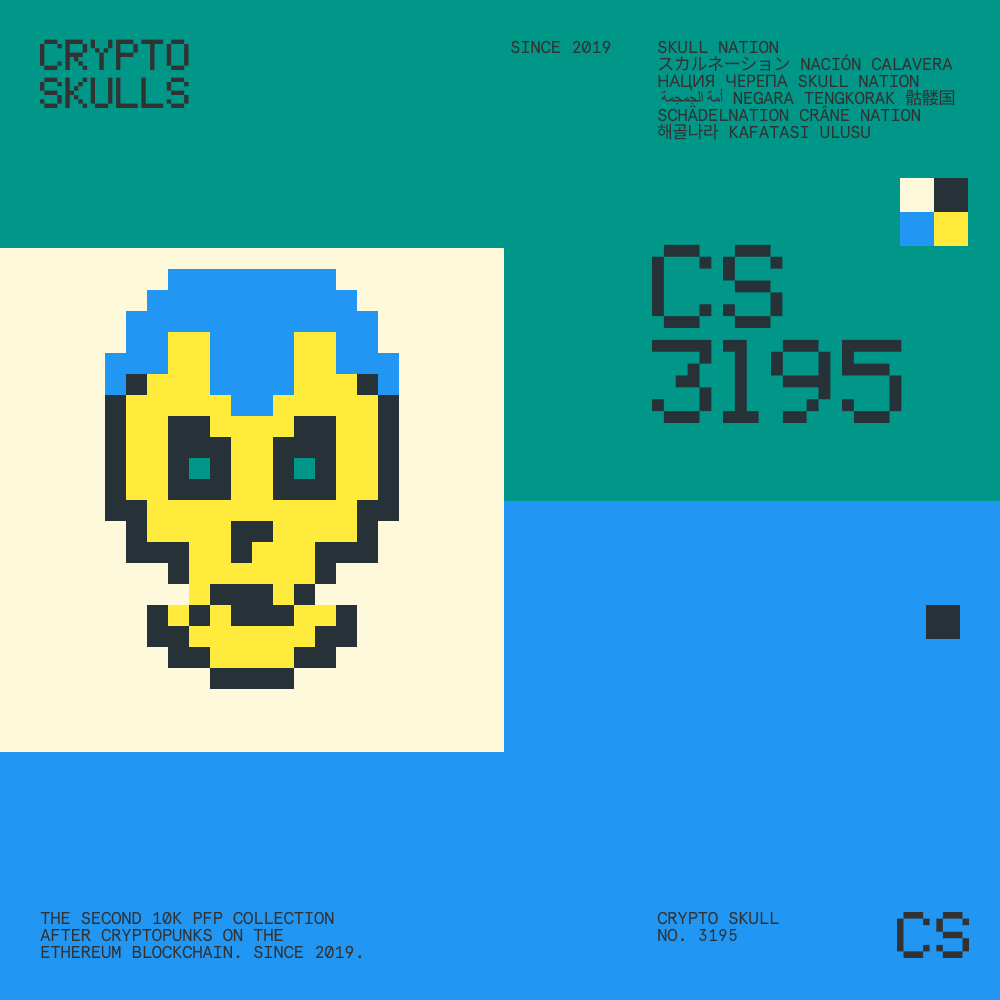 CRYPTO
SKULLS
SINCE 2019
SKULL NATION
スカルネーション NACIÓN CALAVERA
НАЦИЯ ЧЕРЕПА SKULL NATION
أمة الجمجمة NEGARA TENGKORAK 骷髅国
SCHÄDELNATION CRÂNE NATION
해골나라 KAFATASI ULUSU
CS
3195
THE SECOND 10K PFP COLLECTION
AFTER CRYPTOPUNKS ON THE
ETHEREUM BLOCKCHAIN. SINCE 2019.
CRYPTO SKULL
NO. 3195
CS